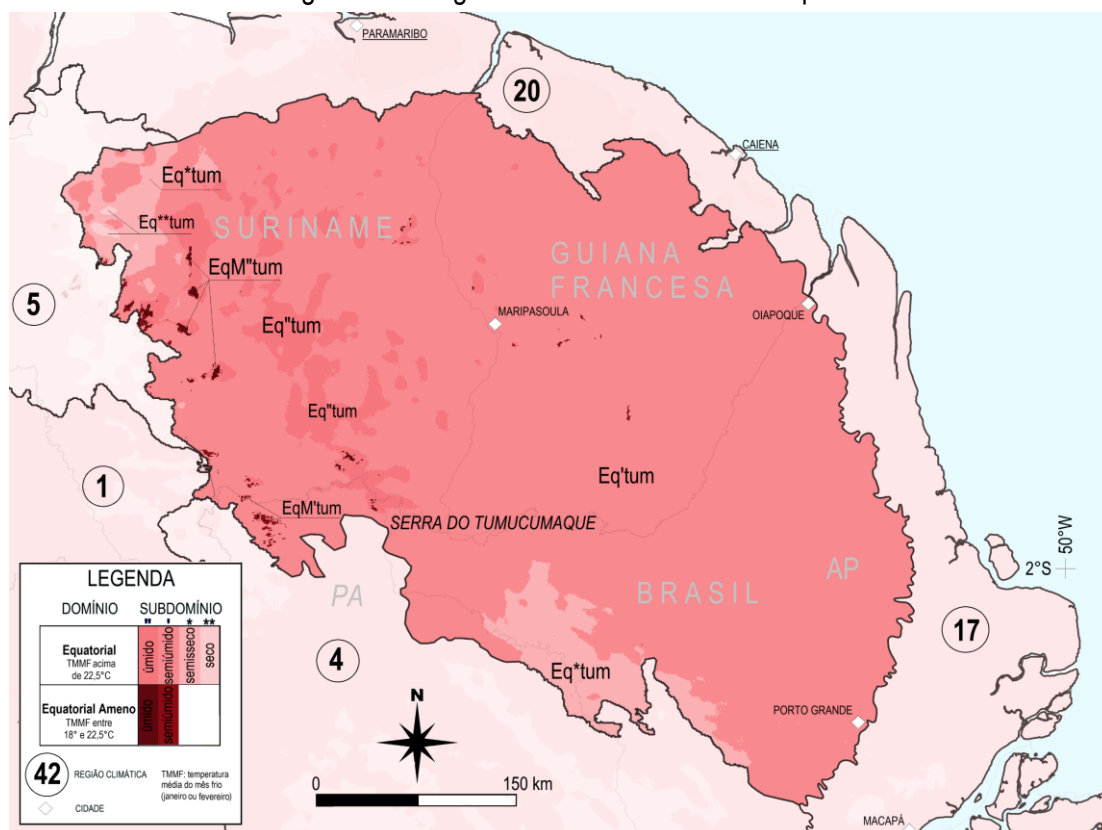 PARAMARIBO
20
CAIENA
Eq*tum
Eq**tum
SURINAME
EqM"tum
GUIANA
FRANCESA
5
MARIPASOULA
OIAPOQUE
Eq"tum
Eq"tum
1
Eq'tum
EqM'tum
SERRA DO TUMUCUMAQUE
2°S
50°W
PA
BRASIL
AP
17
4
Eq*tum
N
PORTO GRANDE
0
150 km
MACAPÁ
LEGENDA
DOMÍNIO SUBDOMÍNIO
" ' * **
Equatorial
TMMF acima
de 22,5°C
úmido
semiúmido
semisseco
seco
Equatorial Ameno
TMMF entre
18° e 22,5°C
úmido
semiúmido
42
REGIÃO CLIMÁTICA
TMMF: temperatura
média do mês frio
(janeiro ou fevereiro)
CIDADE